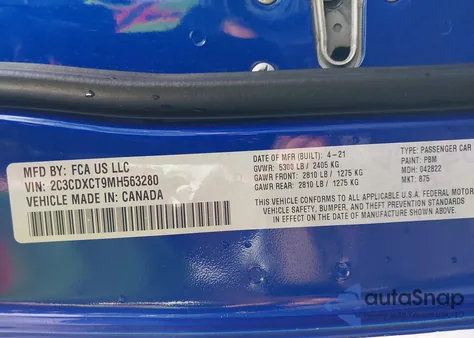 MFD BY: FCA US LLC
VIN: 2C3CDXCT9MH563280
VEHICLE MADE IN: CANADA
DATE OF MFR (BUILT): 4-21
GVWR: 5300 LB / 2405 KG
GAWR FRONT: 2810 LB / 1275 KG
GAWR REAR: 2810 LB / 1275 KG
TYPE: PASSENGER CAR
PAINT: PBM
MDH: 042822
MKT: 875
THIS VEHICLE CONFORMS TO ALL APPLICABLE U.S.A. FEDERAL MOTOR
VEHICLE SAFETY, BUMPER, AND THEFT PREVENTION STANDARDS
IN EFFECT ON THE DATE OF MANUFACTURE SHOWN ABOVE.
autoSnap